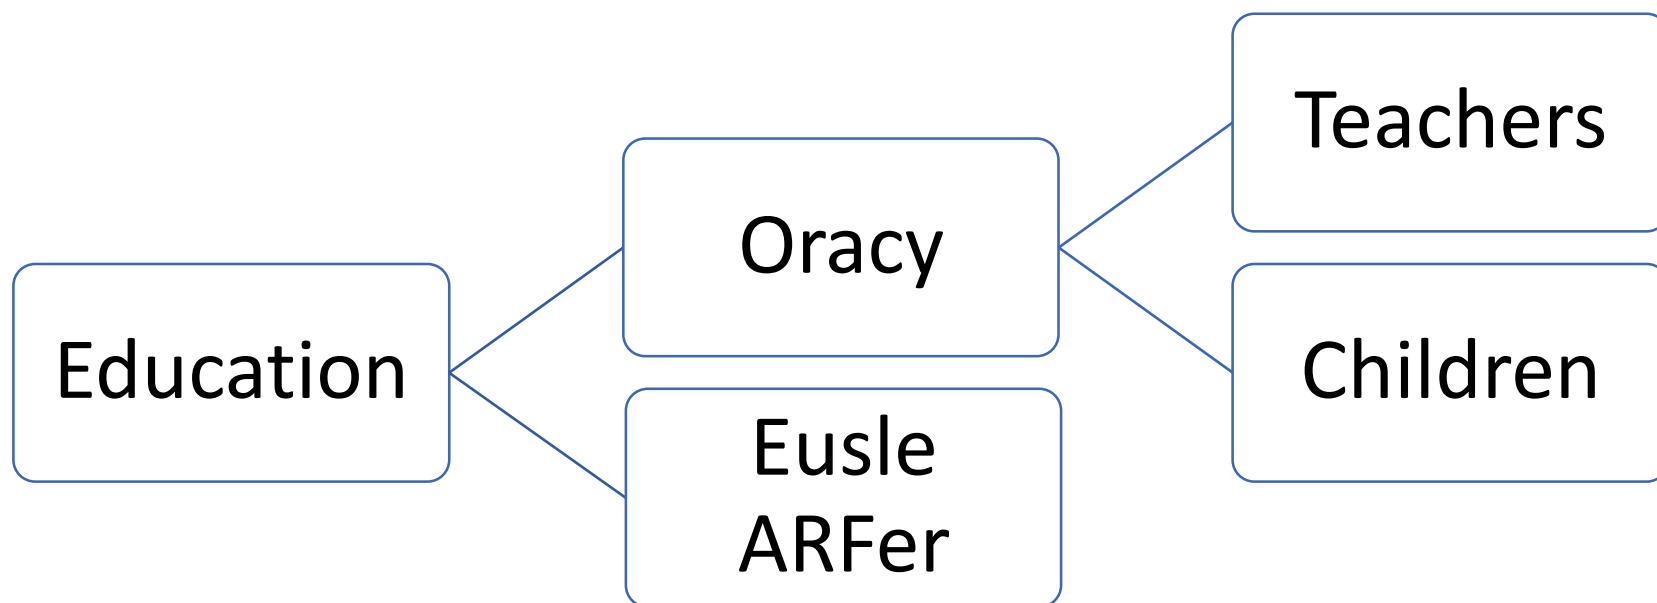 Education
Oracy
Eusle
ARFer
Teachers
Children